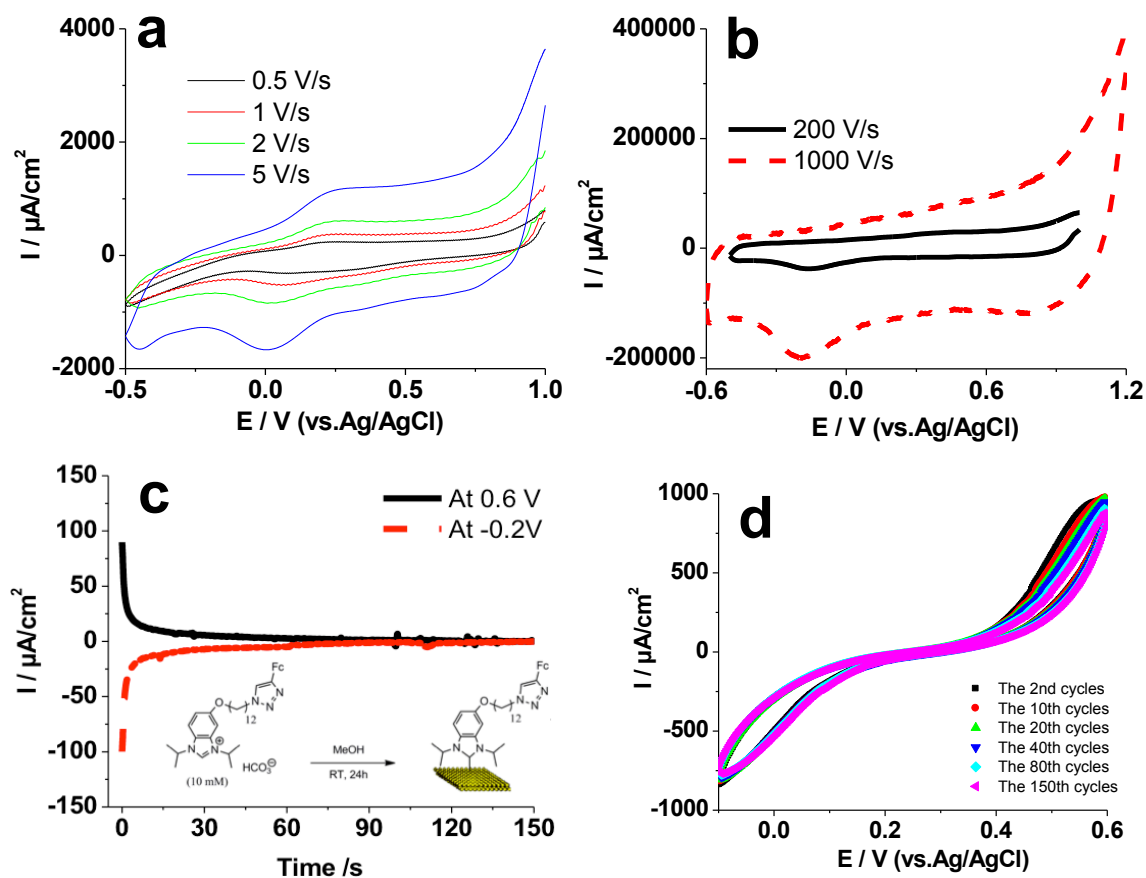 a
0.5 V/s
1 V/s
2 V/s
5 V/s
4000
2000
0
-2000
I / µA/cm²
-0.5
0.0
0.5
1.0
E / V (vs.Ag/AgCl)
b
200 V/s
1000 V/s
400000
200000
0
-200000
I / µA/cm²
-0.6
0.0
0.6
1.2
E / V (vs.Ag/AgCl)
c
At 0.6 V
At -0.2V
150
100
50
0
-50
-100
-150
I / µA/cm²
Fc
O
12
N
N=N
N
N
⊕
(10 mM)
HCO₃⊖
MeOH
RT, 24h
Fc
O
12
N
N=N
N
N
0
30
60
90
120
150
Time /s
d
1000
500
0
-500
-1000
I / µA/cm²
The 2nd cycles
The 10th cycles
The 20th cycles
The 40th cycles
The 80th cycles
The 150th cycles
0.0
0.2
0.4
0.6
E / V (vs.Ag/AgCl)